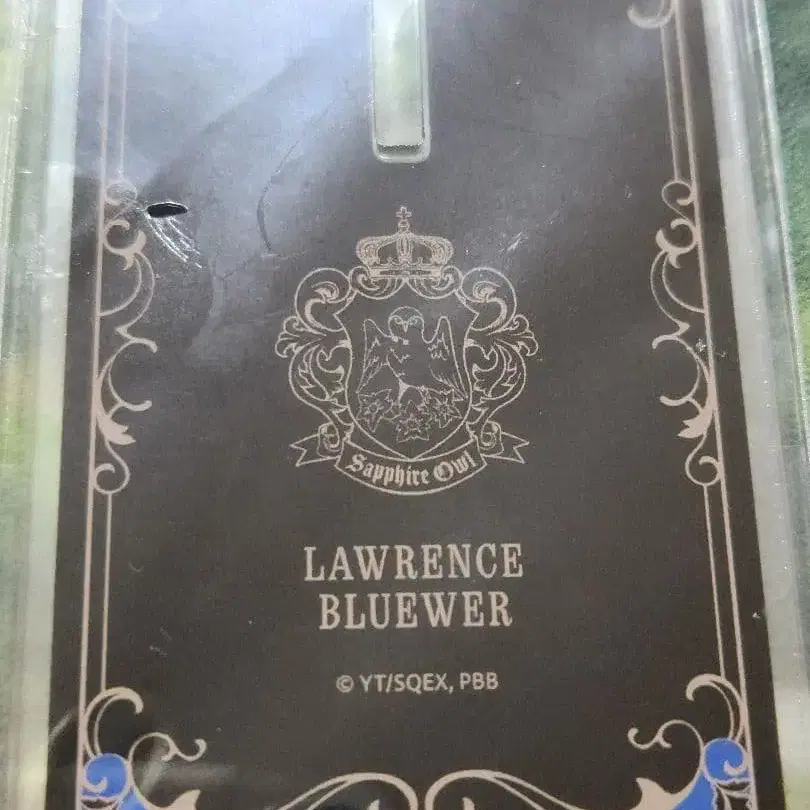 Sapphire Owl
LAWRENCE
BLUEWER
© YT/SQEX, PBB